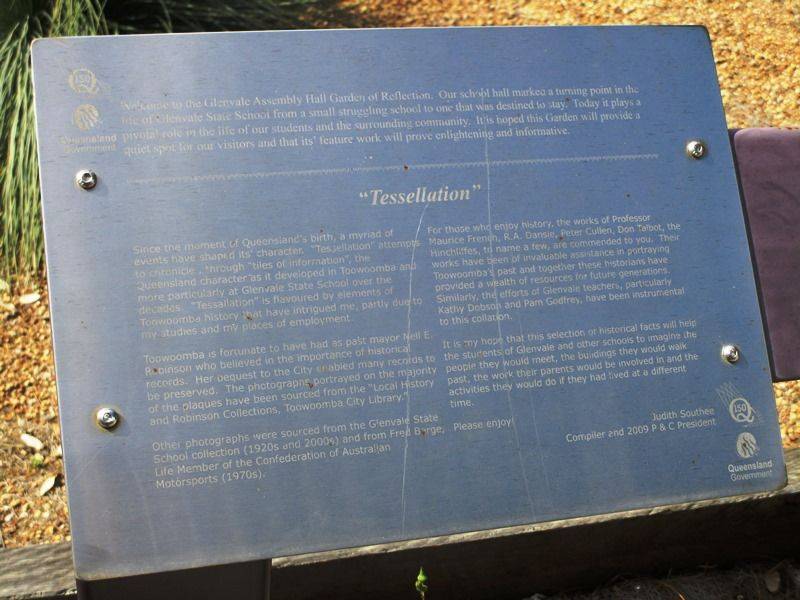 Q150
Queensland
Government
Welcome to the Glenvale Assembly Hall Garden of Reflection. Our school hall marked a turning point in the
life of Glenvale State School from a small struggling school to one that was destined to stay. Today it plays a
pivotal role in the life of our students and the surrounding community. It is hoped this Garden will provide a
quiet spot for our visitors and that its' feature work will prove enlightening and informative.
“Tessellation”
Since the moment of Queensland's birth, a myriad of
events have shaped its' character. "Tessellation" attempts
to chronicle, through "tiles of information", the
Queensland character as it developed in Toowoomba and
more particularly at Glenvale State School over the
decades. "Tessellation" is flavoured by elements of
Toowoomba history that have intrigued me, partly due to
my studies and my places of employment.
Toowoomba is fortunate to have had as past mayor Nell E.
Robinson who believed in the importance of historical
records. Her bequest to the City enabled many records to
be preserved. The photographs portrayed on the majority
of the plaques have been sourced from the "Local History
and Robinson Collections, Toowoomba City Library."
Other photographs were sourced from the Glenvale State
School collection (1920s and 2000s) and from Fred Barge,
Life Member of the Confederation of Australian
Motorsports (1970s).
For those who enjoy history, the works of Professor
Maurice French, R.A. Dansie, Peter Cullen, Don Talbot, the
Hinchliffes, to name a few, are commended to you. Their
works have been of invaluable assistance in portraying
Toowoomba's past and together these historians have
provided a wealth of resources for future generations.
Similarly, the efforts of Glenvale teachers, particularly
Kathy Dobson and Pam Godfrey, have been instrumental
to this collation.
It is my hope that this selection of historical facts will help
the students of Glenvale and other schools to imagine the
people they would meet, the buildings they would walk
past, the work their parents would be involved in and the
activities they would do if they had lived at a different
time.
Please enjoy
Judith Southee
Compiler and 2009 P & C President
Q150
Queensland
Government